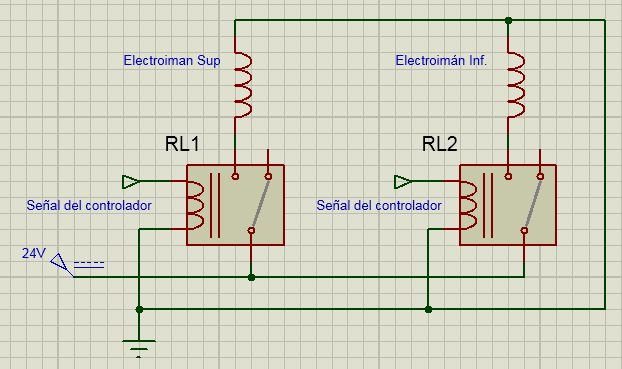 Electroiman Sup
Electroimán Inf.
RL1
RL2
Señal del controlador
Señal del controlador
24V